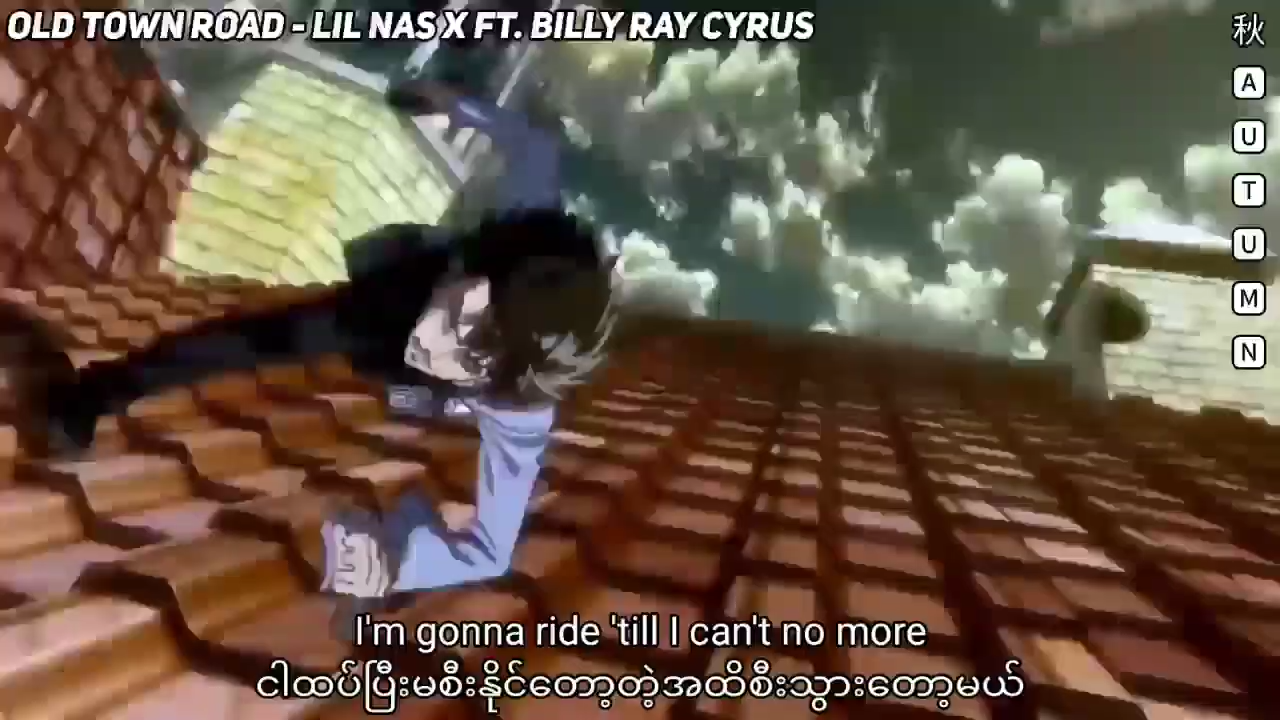 OLD TOWN ROAD - LIL NAS X FT. BILLY RAY CYRUS
秋
A
U
T
U
M
N
I'm gonna ride 'till I can't no more
ငါထပ်ပြီးမစီးနိုင်တော့တဲ့အထိစီးသွားတော့မယ်